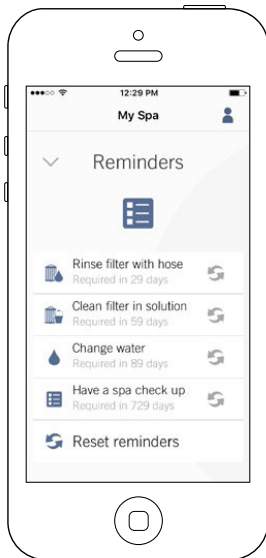 12:29 PM
My Spa
Reminders
Rinse filter with hose
Required in 29 days
Clean filter in solution
Required in 59 days
Change water
Required in 89 days
Have a spa check up
Required in 729 days
Reset reminders